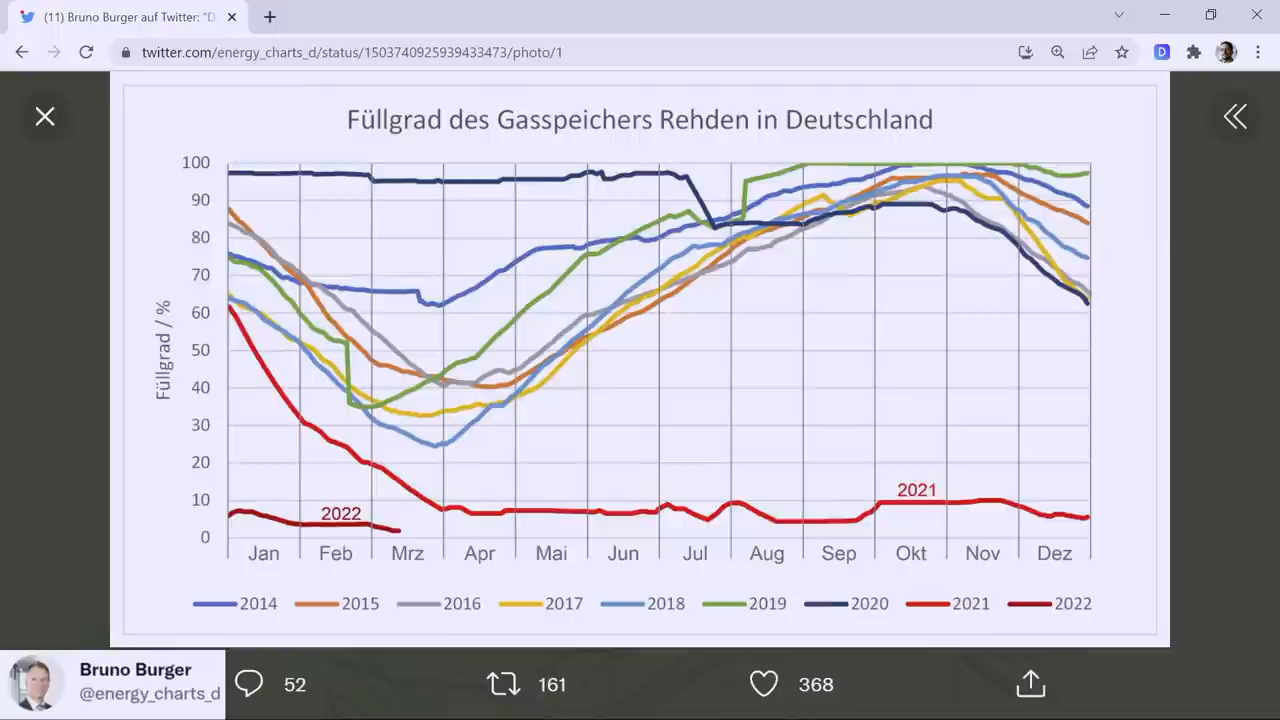 (11) Bruno Burger auf Twitter: "D
twitter.com/energy_charts_d/status/1503740925939433473/photo/1
D
Füllgrad des Gasspeichers Rehden in Deutschland
Füllgrad / %
100
90
80
70
60
50
40
30
20
10
0
2021
2022
Jan Feb Mrz Apr Mai Jun Jul Aug Sep Okt Nov Dez
2014 2015 2016 2017 2018 2019 2020 2021 2022
Bruno Burger
@energy_charts_d
52 161 368